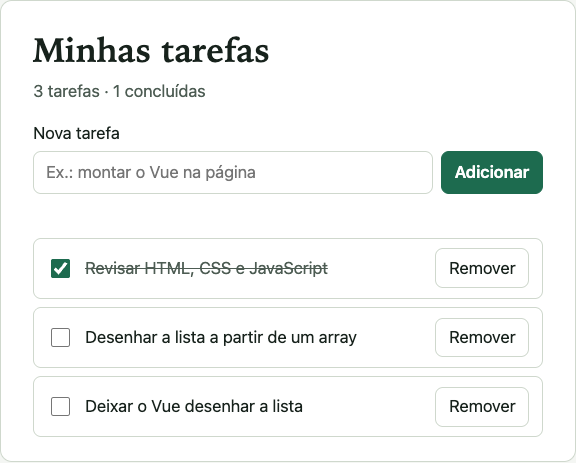 Minhas tarefas
3 tarefas · 1 concluídas
Nova tarefa
Ex.: montar o Vue na página
Adicionar
Revisar HTML, CSS e JavaScript
Remover
Desenhar a lista a partir de um array
Remover
Deixar o Vue desenhar a lista
Remover